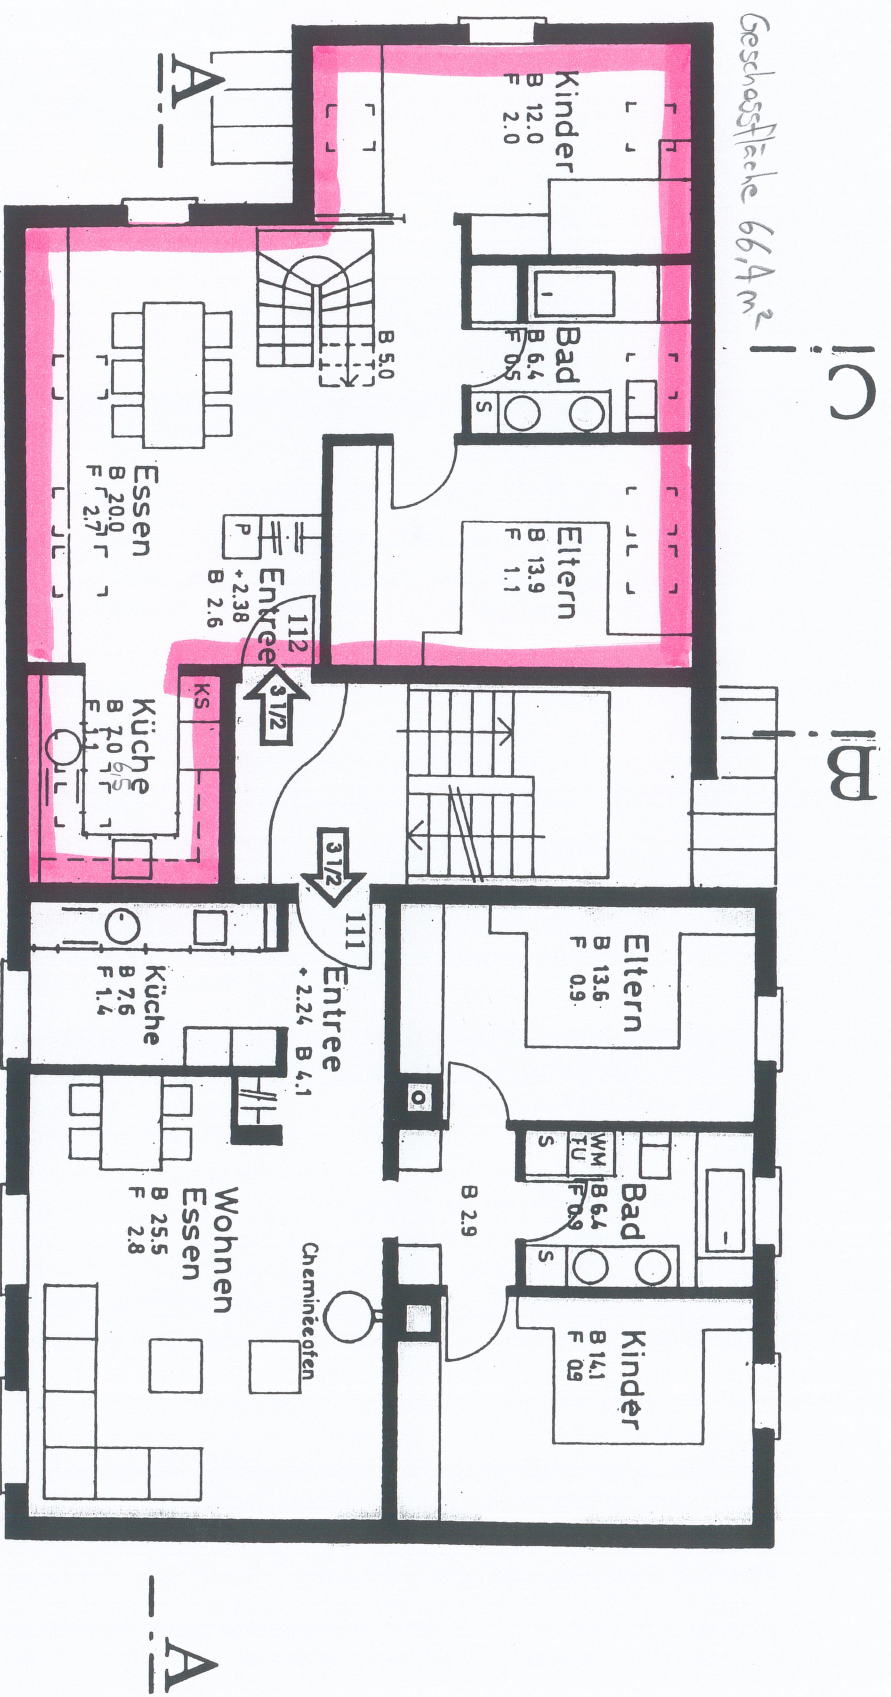 Geschossfläche 66,4 m²
A
C
B
A
Kinder
B 12.0
F 2.0
Bad
B 6.4
F 0.5
S
B 5.0
Eltern
B 13.9
F 1.1
Essen
B 20.0
F 2.7
P
Entree
+2.38
B 2.6
112
3 1/2
KS
Küche
B 7.0 6,5
F 1.1
3 1/2
111
Entree
+ 2.24 B 4.1
Küche
B 7.6
F 1.4
Eltern
B 13.6
F 0.9
S
WM
TU
Bad
B 6.4
F 0.9
S
B 2.9
Wohnen
Essen
B 25.5
F 2.8
Cheminéeofen
Kinder
B 14.1
F 0.9